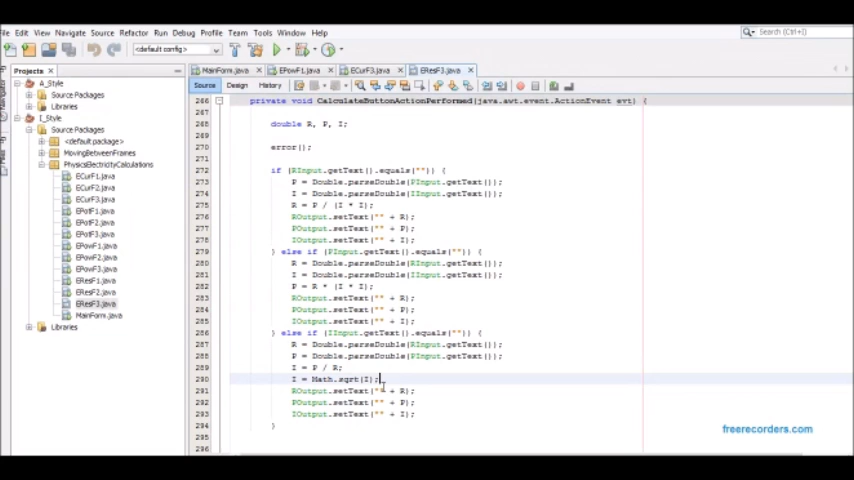 File Edit View Navigate Source Refactor Run Debug Profile Team Tools Window Help
Search (Ctrl+I)
<default config>
Projects
MainForm.java EPowF1.java ECurF3.java EResF3.java
Source Design History
A_Style
Source Packages
Libraries
I_Style
Source Packages
<default package>
MovingBetweenFrames
PhysicsElectricityCalculations
ECurF1.java
ECurF2.java
ECurF3.java
EPotF1.java
EPotF2.java
EPotF3.java
EPowF1.java
EPowF2.java
EPowF3.java
EResF1.java
EResF2.java
EResF3.java
MainForm.java
Libraries
266 private void CalculateButtonActionPerformed(java.awt.event.ActionEvent evt) {
267
268 double R, P, I;
269
270 error();
271
272 if (RInput.getText().equals("")) {
273 P = Double.parseDouble(PInput.getText());
274 I = Double.parseDouble(IInput.getText());
275 R = P / (I * I);
276 ROutput.setText("" + R);
277 POutput.setText("" + P);
278 IOutput.setText("" + I);
279 } else if (PInput.getText().equals("")) {
280 R = Double.parseDouble(RInput.getText());
281 I = Double.parseDouble(IInput.getText());
282 P = R * (I * I);
283 ROutput.setText("" + R);
284 POutput.setText("" + P);
285 IOutput.setText("" + I);
286 } else if (IInput.getText().equals("")) {
287 R = Double.parseDouble(RInput.getText());
288 P = Double.parseDouble(PInput.getText());
289 I = P / R;
290 I = Math.sqrt(I);
291 ROutput.setText("" + R);
292 POutput.setText("" + P);
293 IOutput.setText("" + I);
294 }
295
296
freerecorders.com